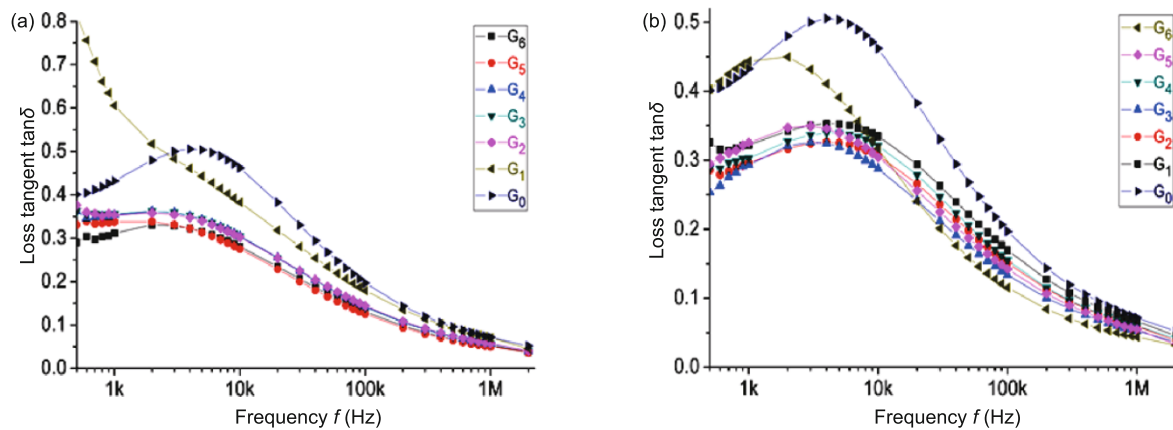 (a)
Loss tangent tanδ
0.8
0.7
0.6
0.5
0.4
0.3
0.2
0.1
0.0
1k 10k 100k 1M
Frequency f (Hz)
G6
G5
G4
G3
G2
G1
G0
(b)
Loss tangent tanδ
0.5
0.4
0.3
0.2
0.1
0.0
1k 10k 100k 1M
Frequency f (Hz)
G6
G5
G4
G3
G2
G1
G0